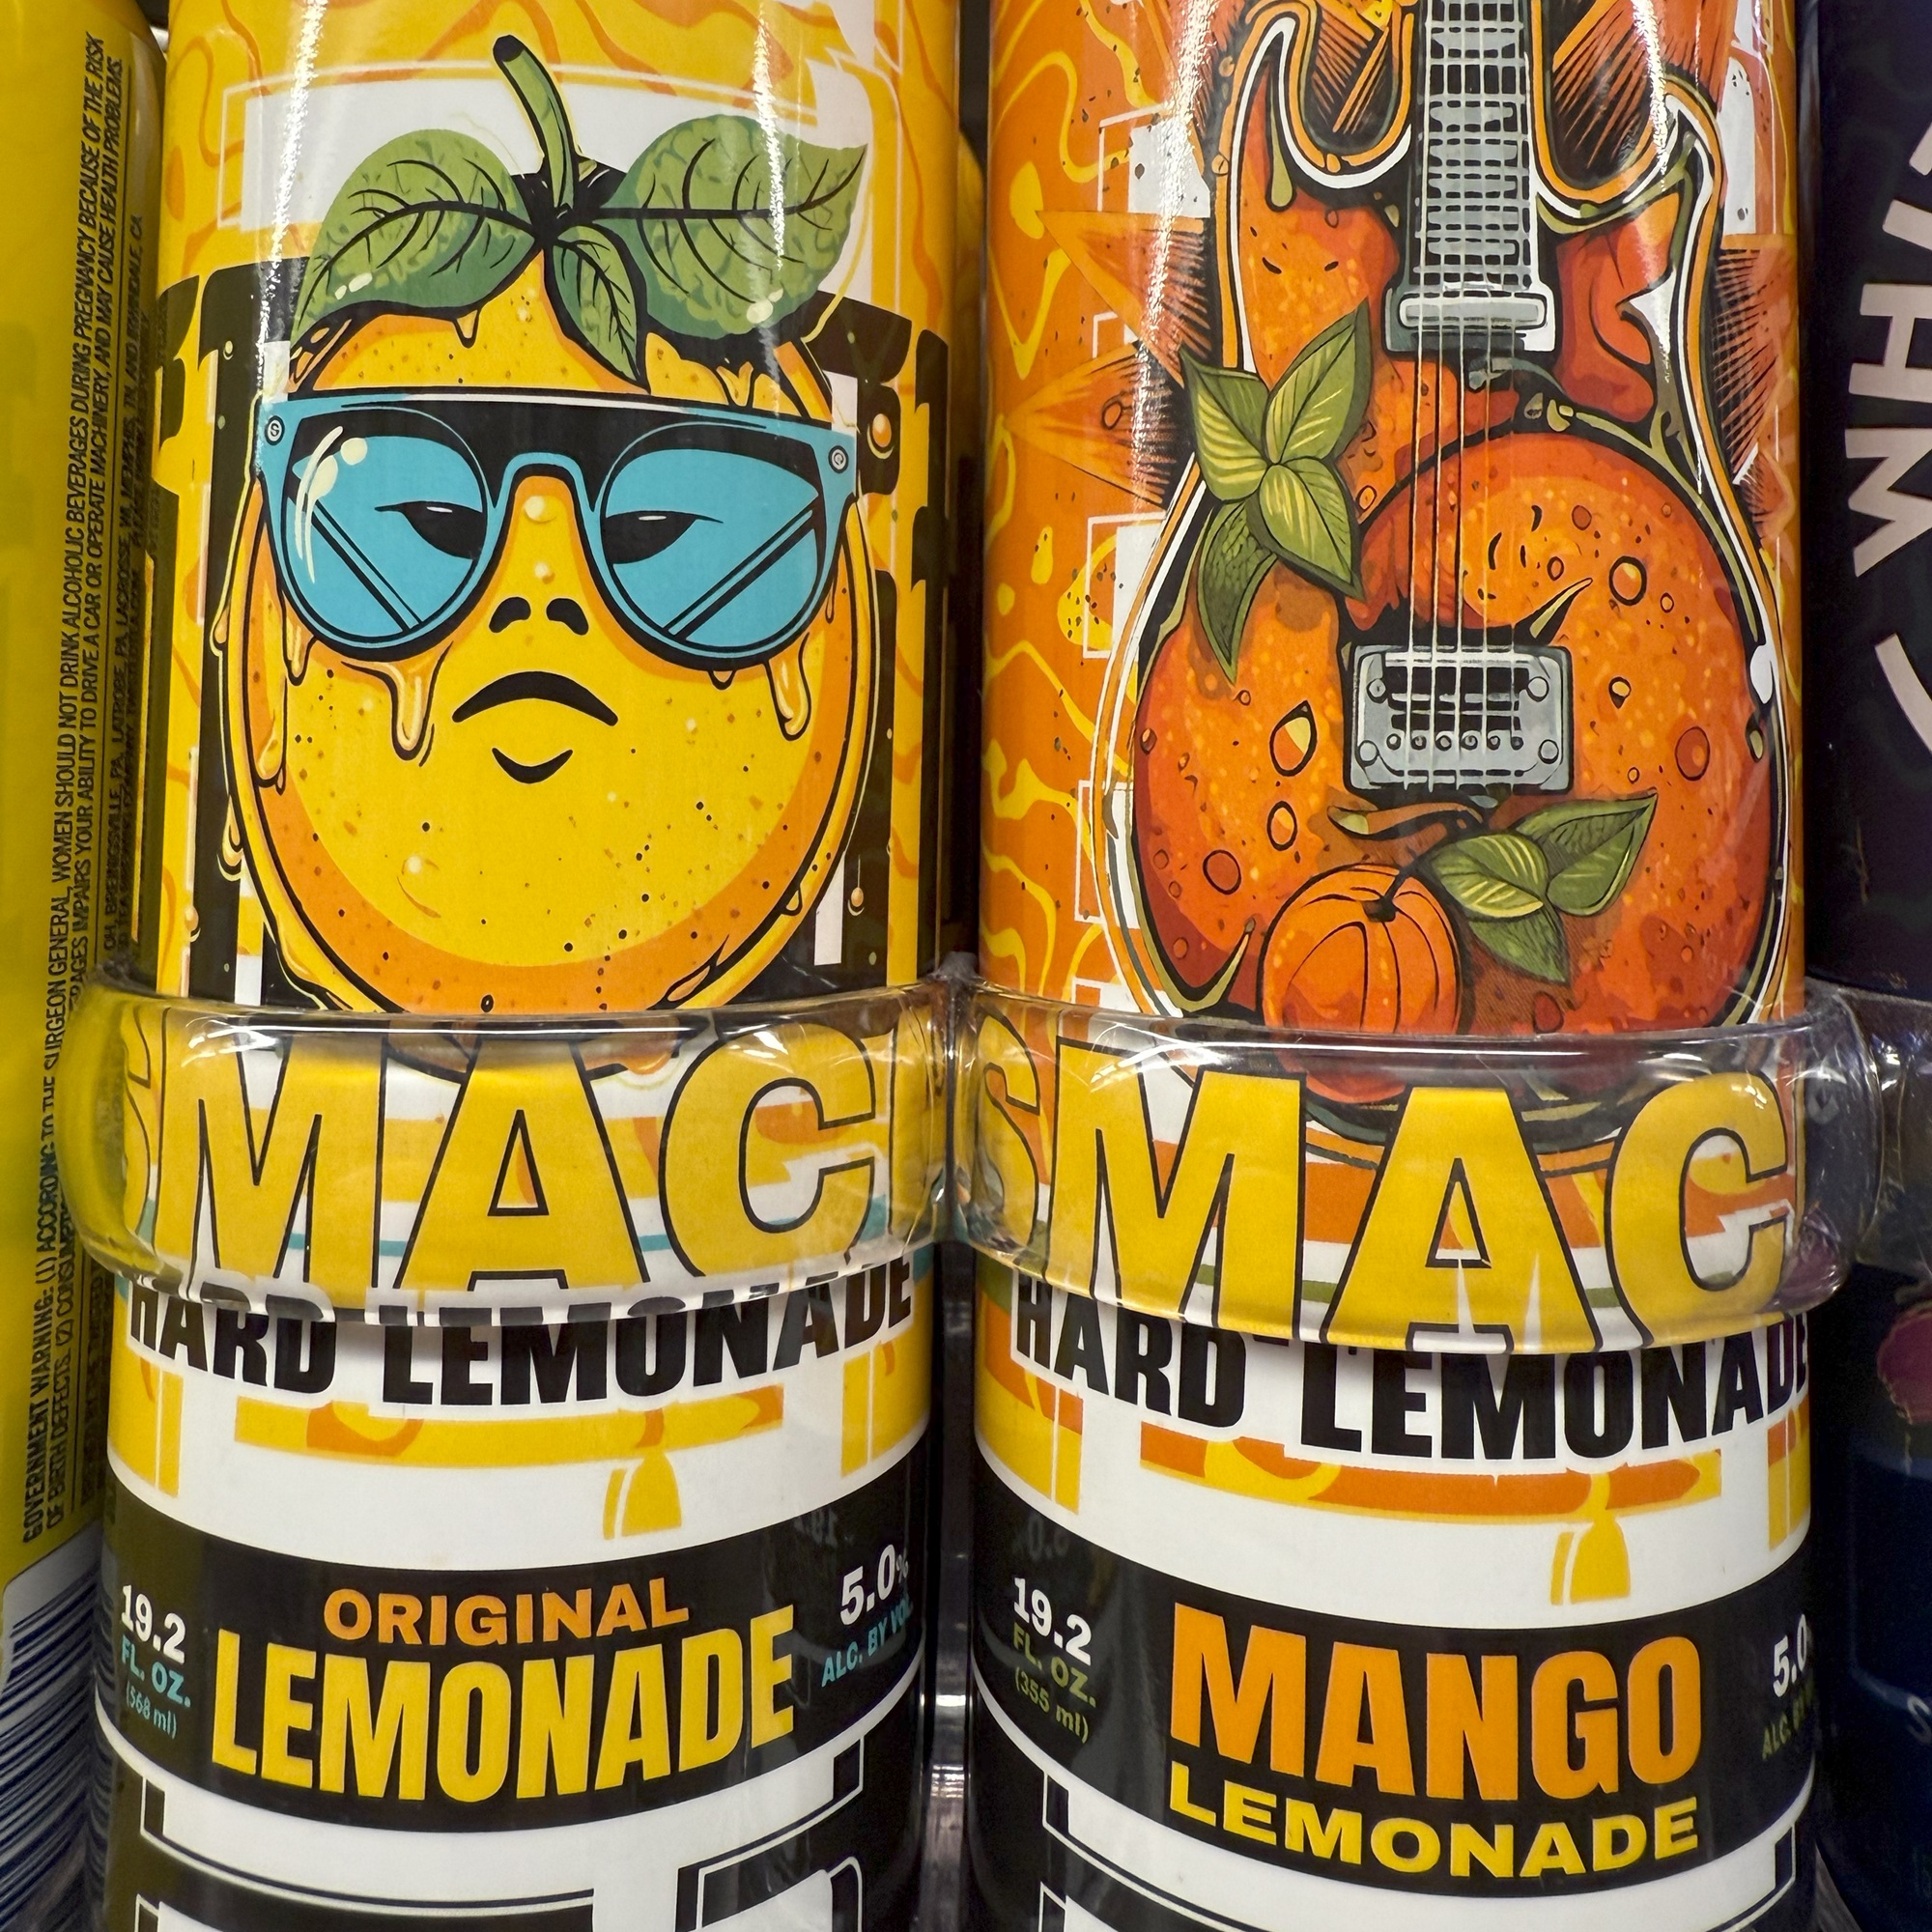 GOVERNMENT WARNING: (1) ACCORDING TO THE SURGEON GENERAL, WOMEN SHOULD NOT DRINK ALCOHOLIC BEVERAGES DURING PREGNANCY BECAUSE OF THE RISK
OF BIRTH DEFECTS. (2) CONSUMPTION BEVERAGES IMPAIRS YOUR ABILITY TO DRIVE A CAR OR OPERATE MACHINERY, AND MAY CAUSE HEALTH PROBLEMS.
SMAC
HARD LEMONADE
19.2
FL. OZ.
(568 ml)
ORIGINAL
LEMONADE
5.0%
ALC. BY VOL.
SMAC
HARD LEMONADE
19.2
FL. OZ.
(355 ml)
MANGO
LEMONADE
5.0
ALC.